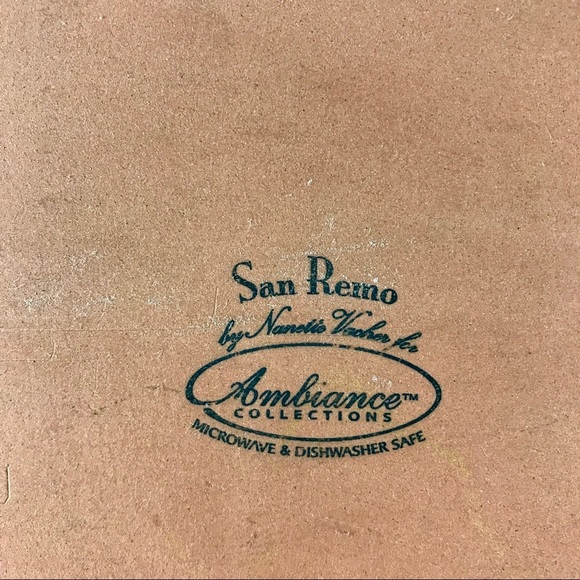 San Remo
by Nanette Vacher for
Ambiance™
COLLECTIONS
MICROWAVE & DISHWASHER SAFE